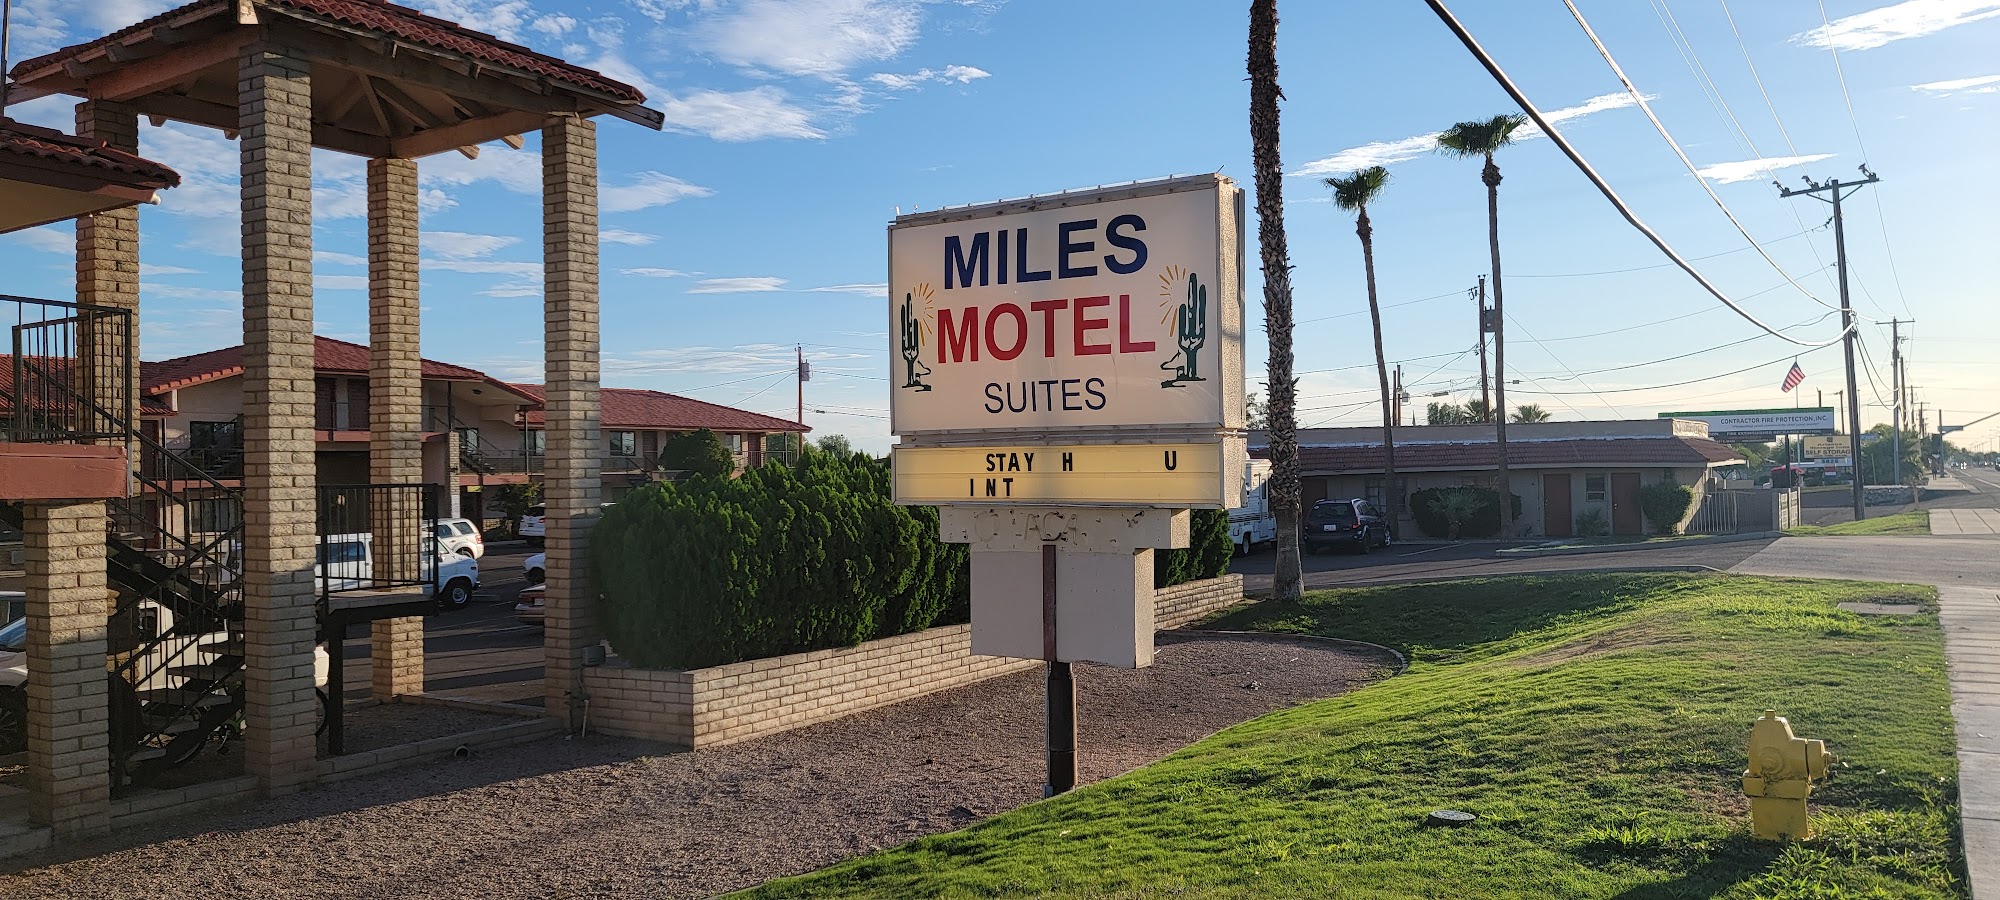 MILES
MOTEL
SUITES
STAY H U
INT
CONTRACTOR FIRE PROTECTION, INC.
SELF STORAGE